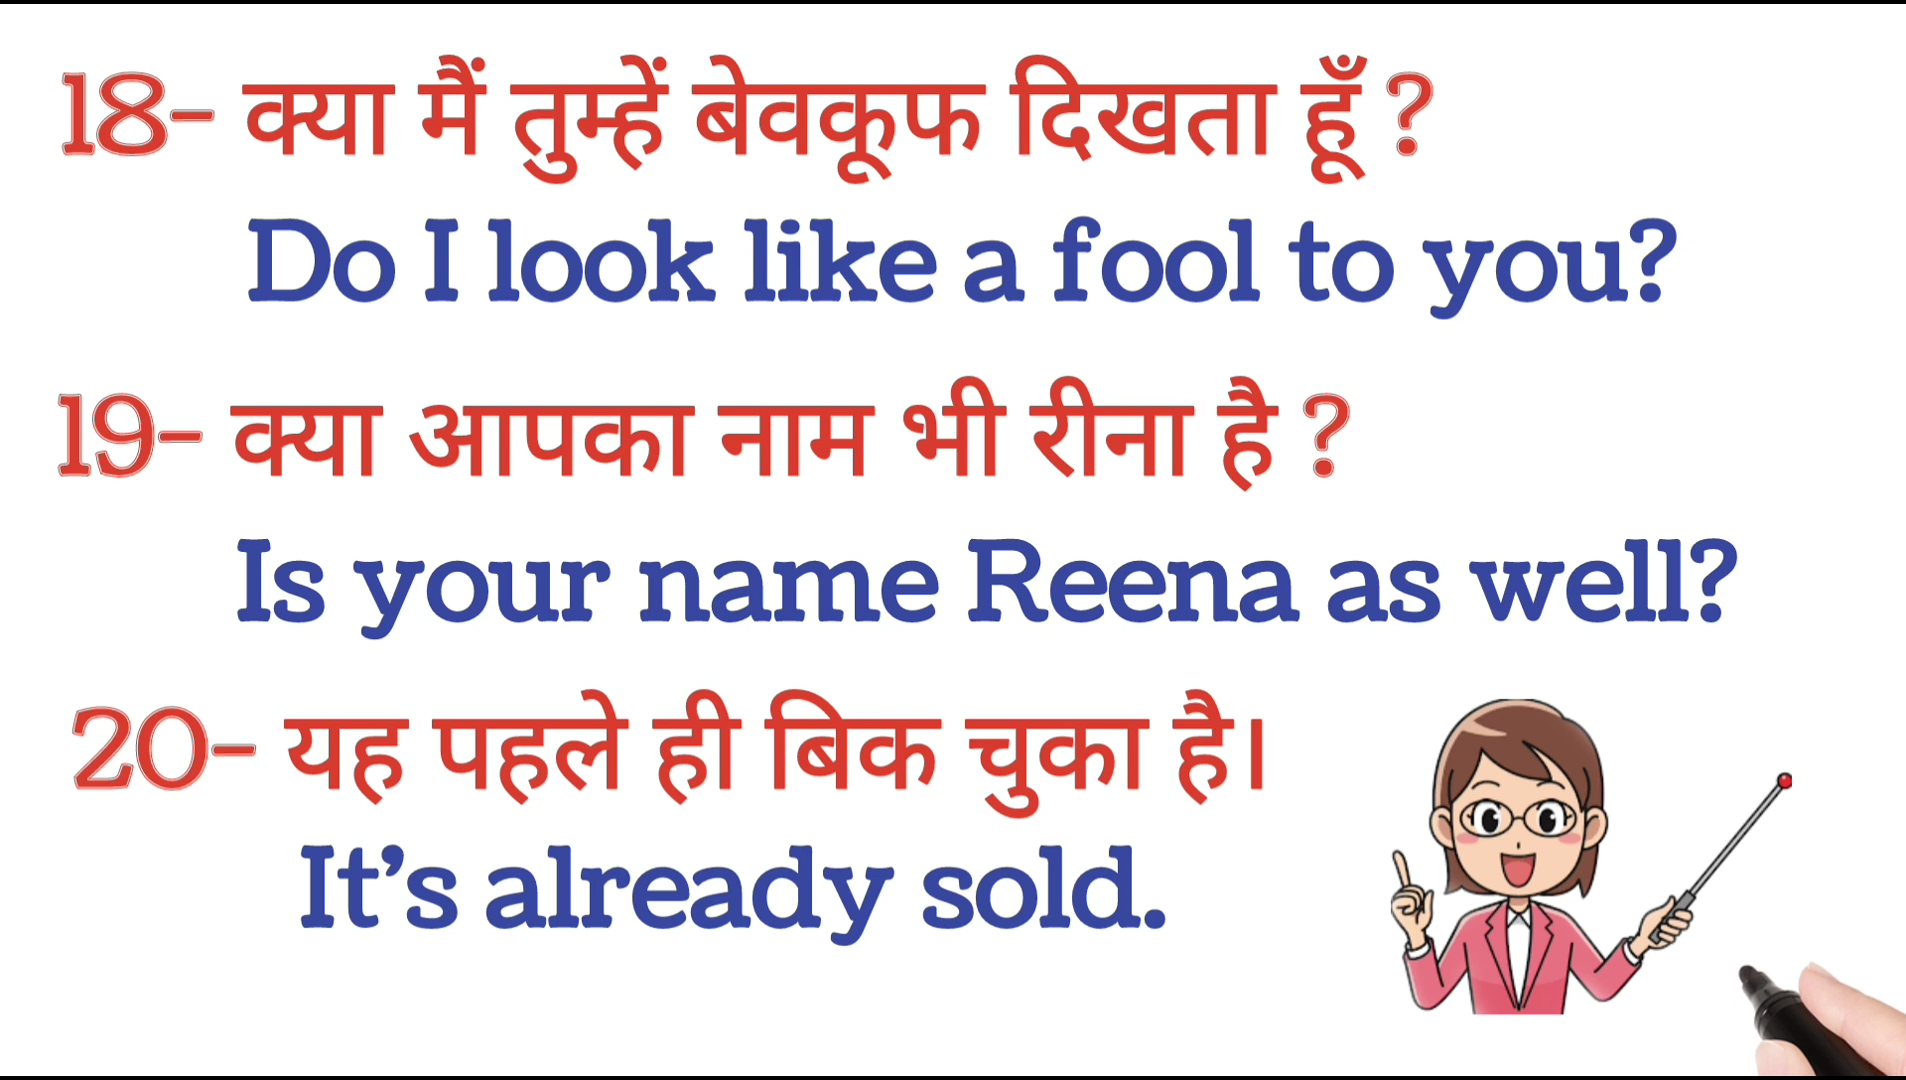 18- क्या मैं तुम्हें बेवकूफ दिखता हूँ ?
Do I look like a fool to you?
19- क्या आपका नाम भी रीना है ?
Is your name Reena as well?
20- यह पहले ही बिक चुका है।
It’s already sold.